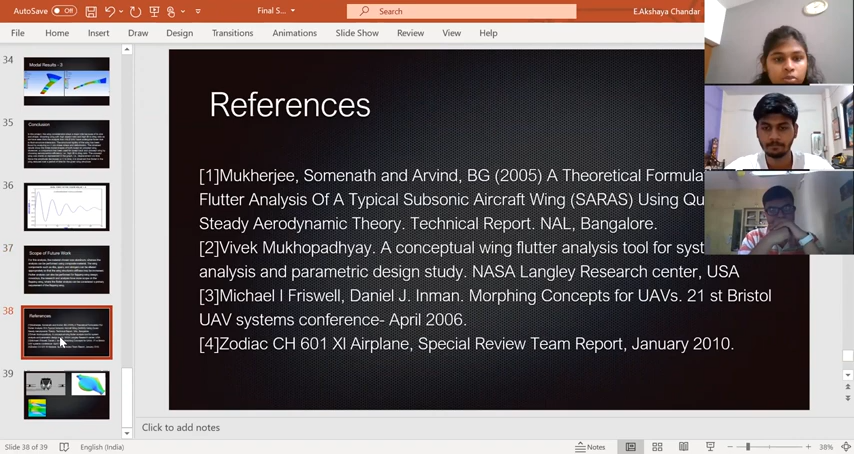 AutoSave Off Final S... Search E.Akshaya Chandar
File Home Insert Draw Design Transitions Animations Slide Show Review View Help
34
Modal Results - 3
35
Conclusion
36
37
Scope of Future Work
38
References
39
References
[1]Mukherjee, Somenath and Arvind, BG (2005) A Theoretical Formula
Flutter Analysis Of A Typical Subsonic Aircraft Wing (SARAS) Using Qu
Steady Aerodynamic Theory. Technical Report. NAL, Bangalore.
[2]Vivek Mukhopadhyay. A conceptual wing flutter analysis tool for syst
analysis and parametric design study. NASA Langley Research center, USA
[3]Michael I Friswell, Daniel J. Inman. Morphing Concepts for UAVs. 21 st Bristol
UAV systems conference- April 2006.
[4]Zodiac CH 601 Xl Airplane, Special Review Team Report, January 2010.
Click to add notes
Slide 38 of 39 English (India) Notes 38%